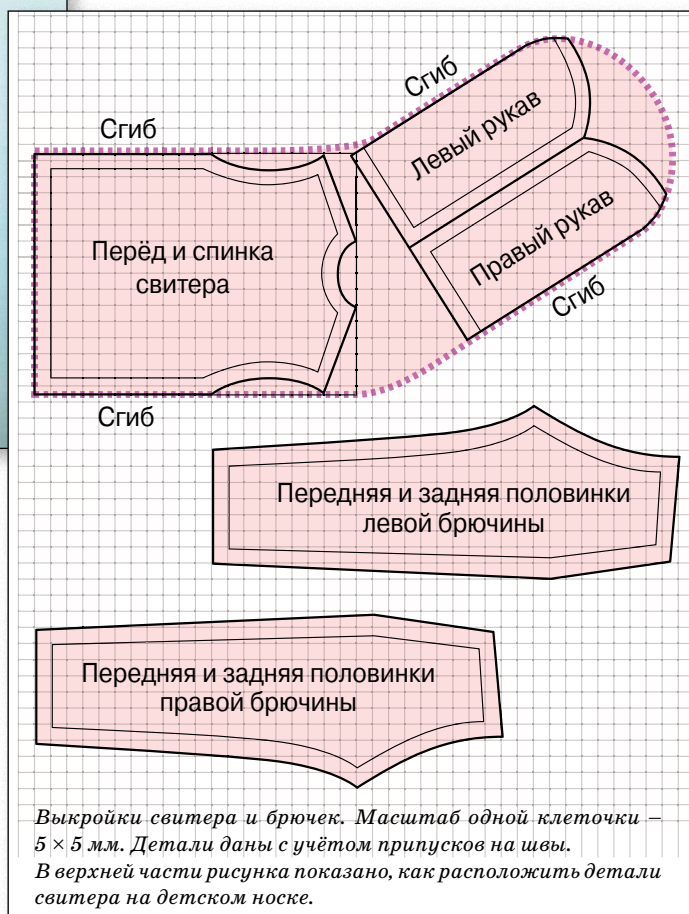 Сгиб
Сгиб
Левый рукав
Правый рукав
Перёд и спинка
свитера
Сгиб
Сгиб
Передняя и задняя половинки
левой брючины
Передняя и задняя половинки
правой брючины
Выкройки свитера и брючек. Масштаб одной клеточки –
5 × 5 мм. Детали даны с учётом припусков на швы.
В верхней части рисунка показано, как расположить детали
свитера на детском носке.